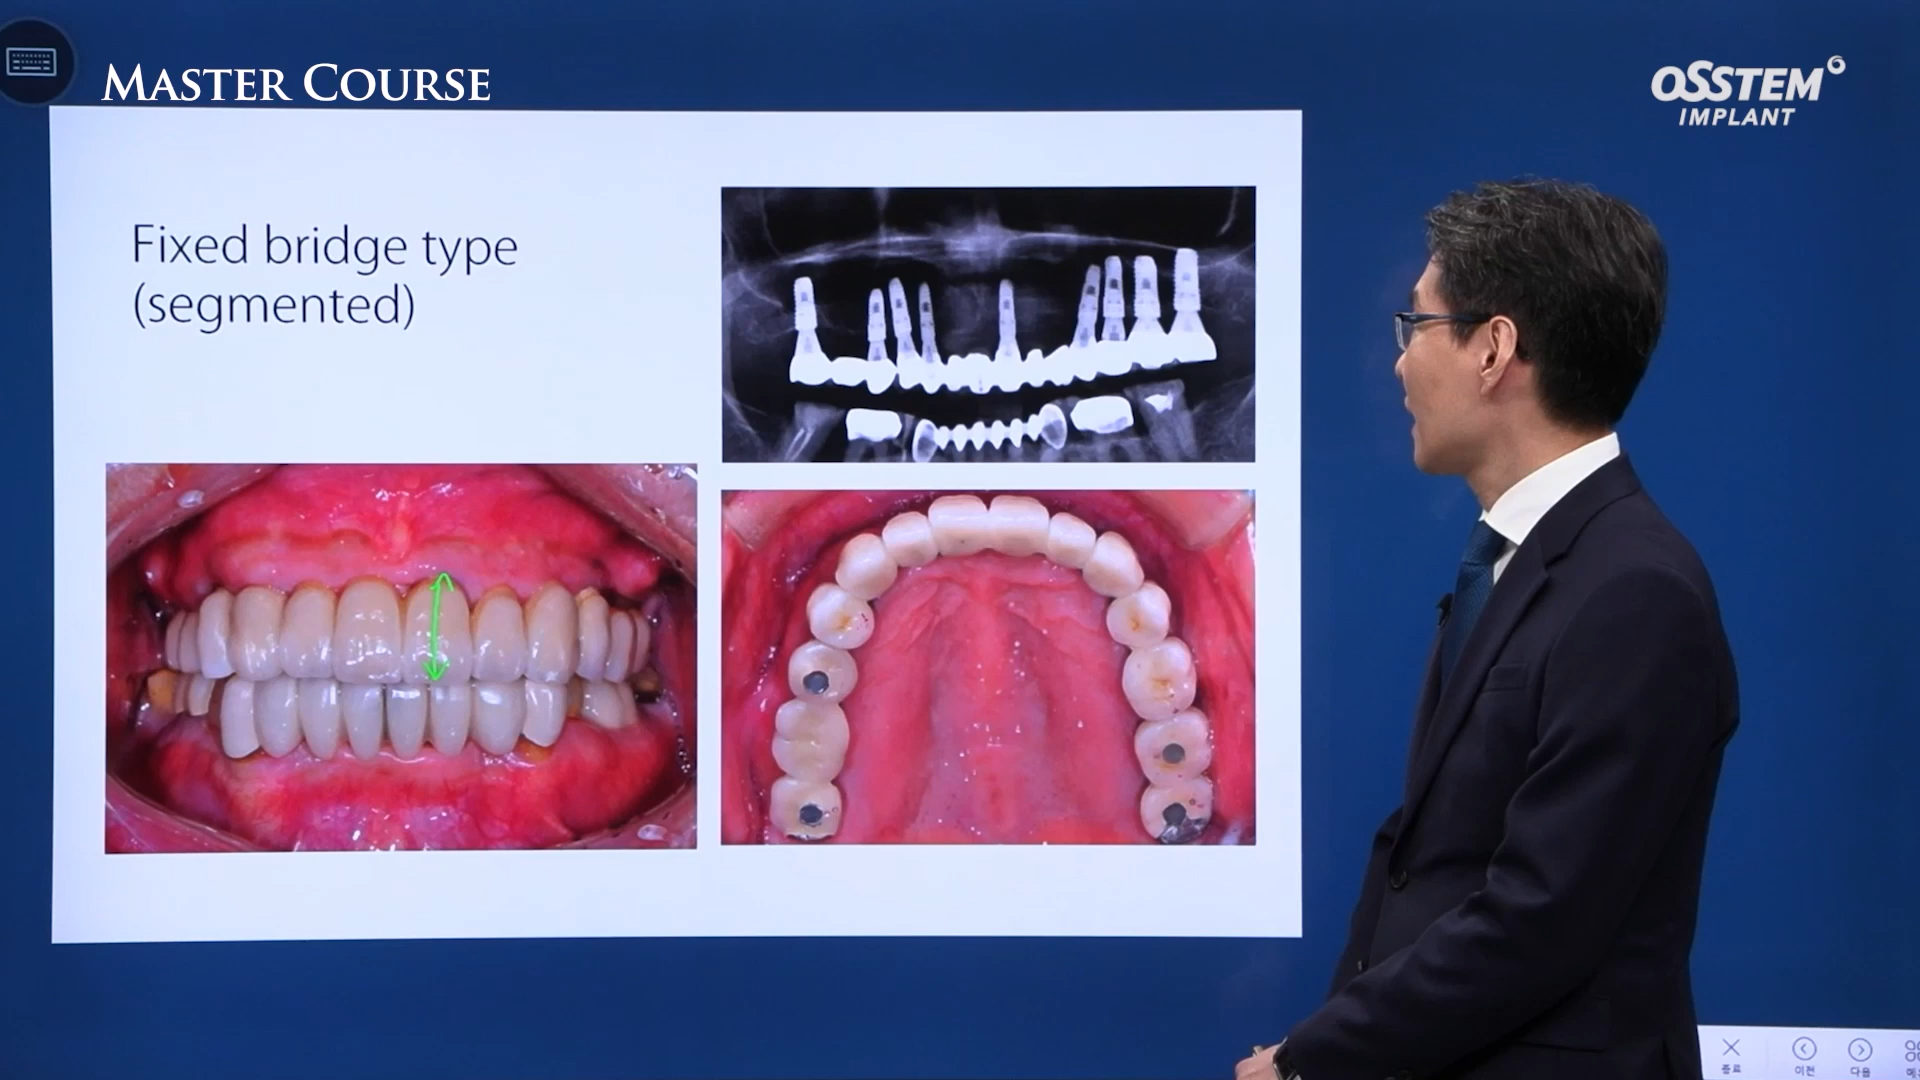 MASTER COURSE
OSSTEM
IMPLANT
Fixed bridge type
(segmented)
종료
이전
다음